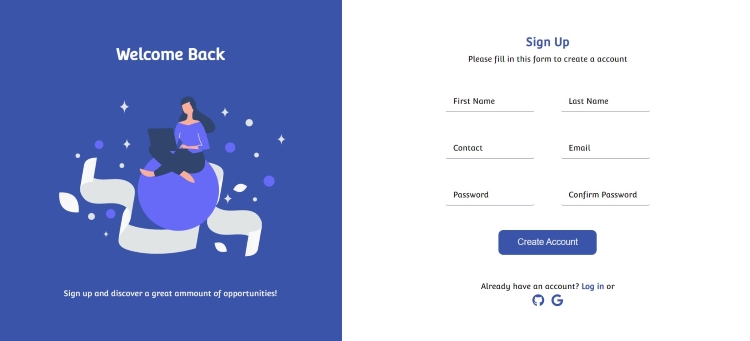 Welcome Back
Sign up and discover a great ammount of opportunities!
Sign Up
Please fill in this form to create a account
First Name
Last Name
Contact
Email
Password
Confirm Password
Create Account
Already have an account? Log in or